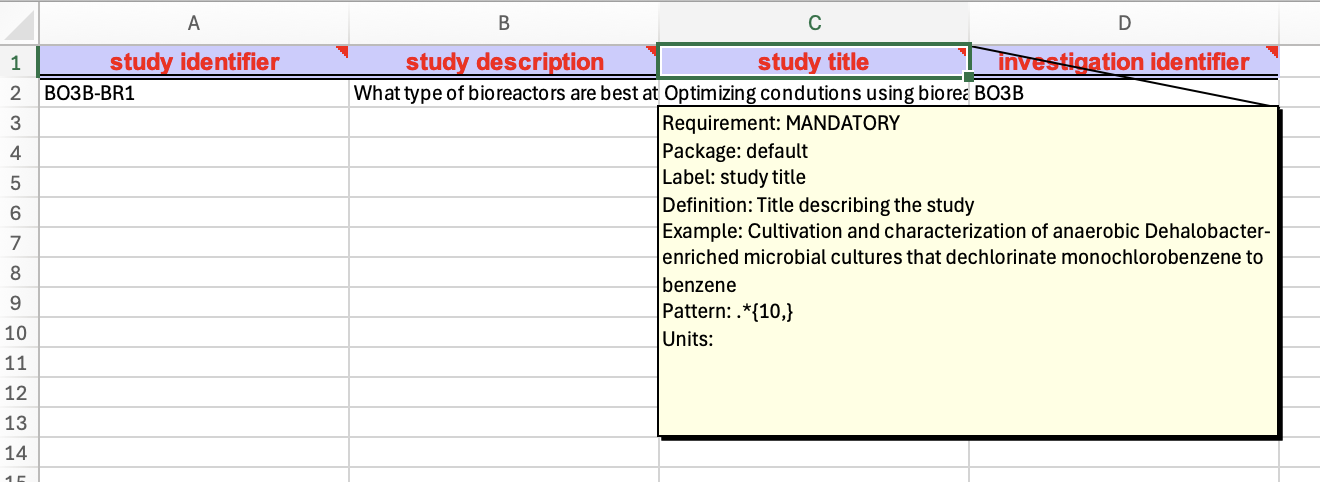 A B C D
1 study identifier study description study title investigation identifier
2 BO3B-BR1 What type of bioreactors are best at Optimizing condutions using biorea BO3B
3 Requirement: MANDATORY
4 Package: default
5 Label: study title
6 Definition: Title describing the study
7 Example: Cultivation and characterization of anaerobic Dehalobacter-
8 enriched microbial cultures that dechlorinate monochlorobenzene to
9 benzene
10 Pattern: .*{10,}
11 Units:
12
13
14
15